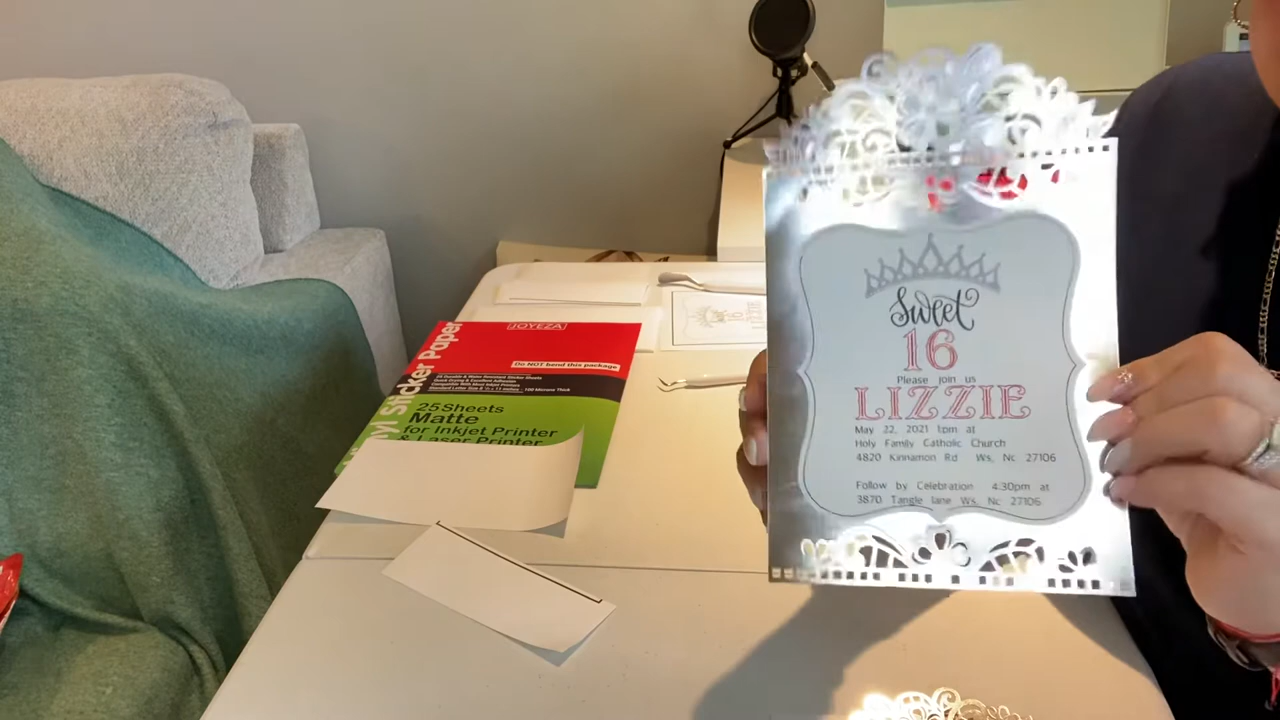 JOYEZA
Do NOT bend this package
Sticker Paper
25 Sheets
Matte
for Inkjet Printer
& Laser Printer
Sweet
16
Please join us
LIZZIE
May 22, 2021 1pm at
Holy Family Catholic Church
4820 Kinnamon Rd Ws, Nc 27106
Follow by Celebration 4:30pm at
3870 Tangle lane Ws, Nc 27106